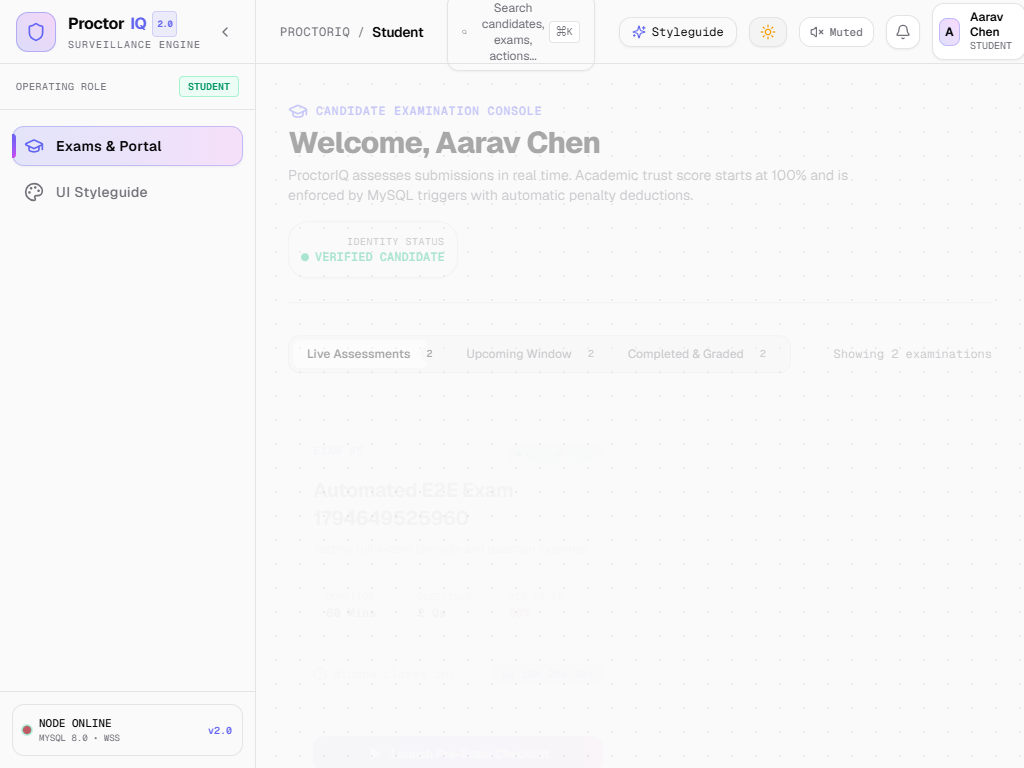 Proctor IQ 2.0
SURVEILLANCE ENGINE
OPERATING ROLE
STUDENT
Exams & Portal
UI Styleguide
NODE ONLINE
MYSQL 8.0 • WSS
v2.0
PROCTORIQ / Student
Search
candidates,
exams,
actions…
⌘K
Styleguide
Muted
A
Aarav
Chen
STUDENT
CANDIDATE EXAMINATION CONSOLE
Welcome, Aarav Chen
ProctorIQ assesses submissions in real time. Academic trust score starts at 100% and is
enforced by MySQL triggers with automatic penalty deductions.
IDENTITY STATUS
VERIFIED CANDIDATE
Live Assessments 2
Upcoming Window 2
Completed & Graded 2
Showing 2 examinations
Automated E2E Exam
1794649525960